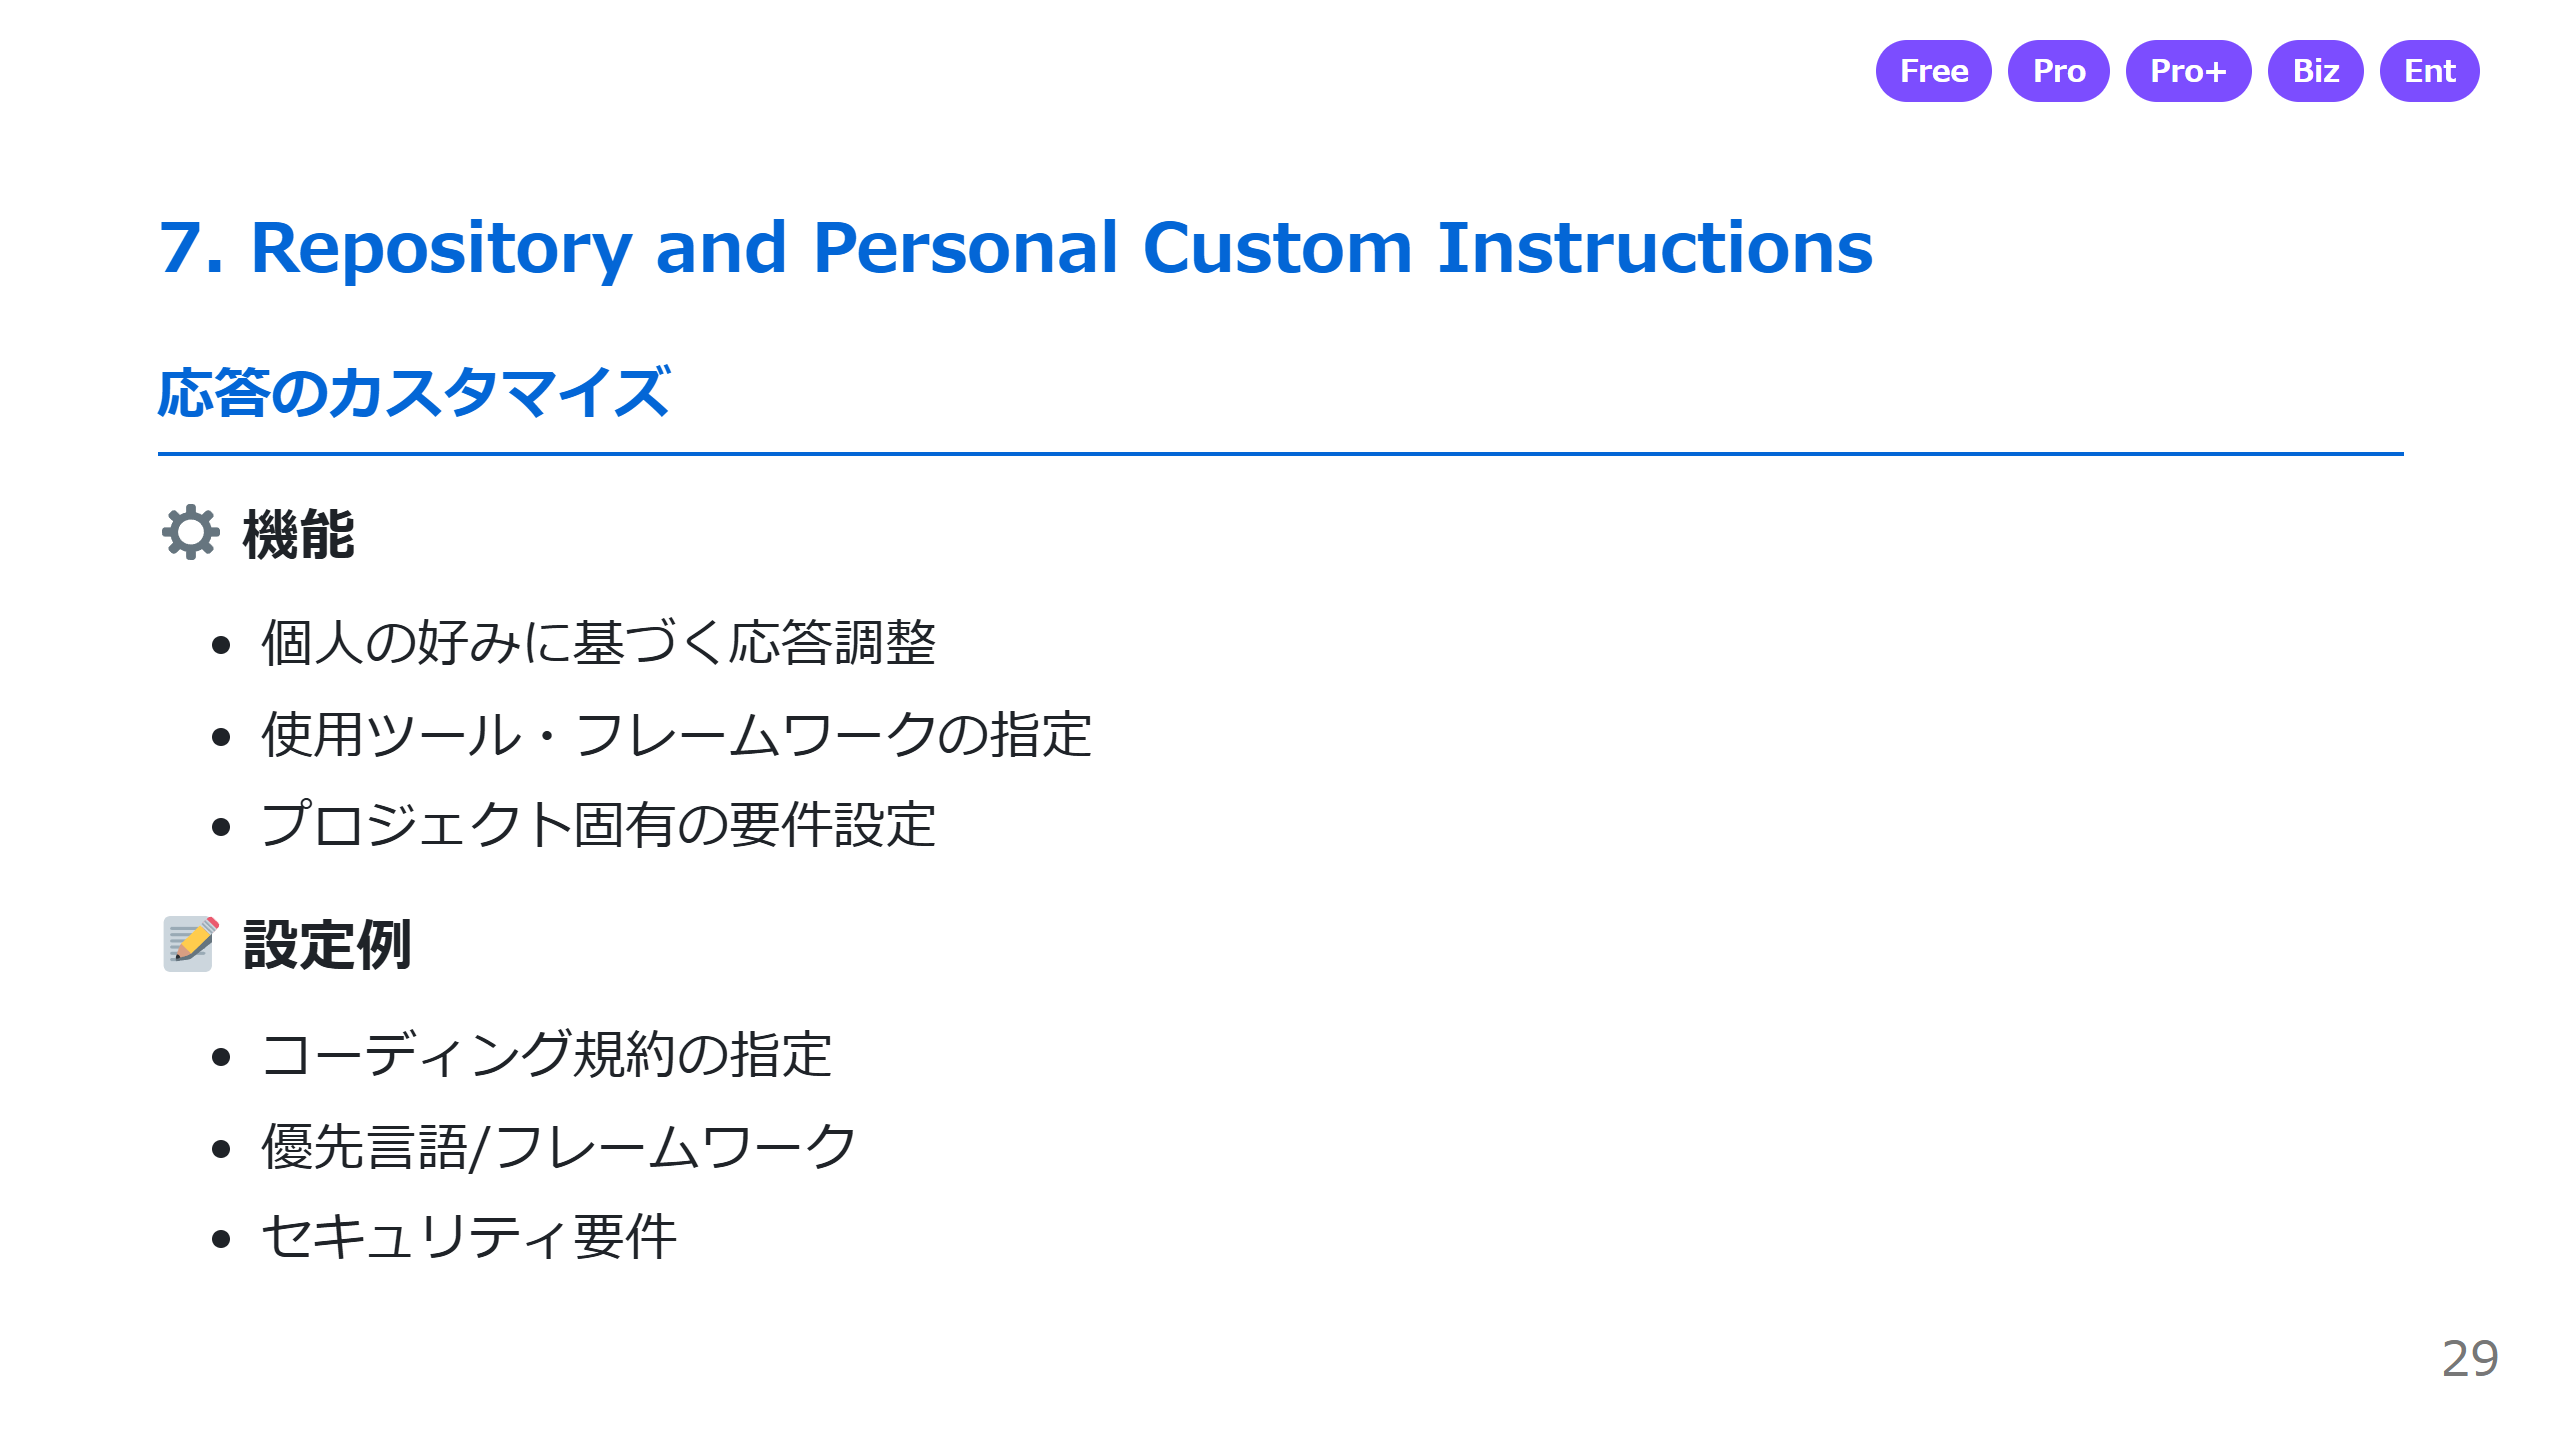 Free Pro Pro+ Biz Ent
7. Repository and Personal Custom Instructions
応答のカスタマイズ
機能
個人の好みに基づく応答調整
使用ツール・フレームワークの指定
プロジェクト固有の要件設定
設定例
コーディング規約の指定
優先言語/フレームワーク
セキュリティ要件
29